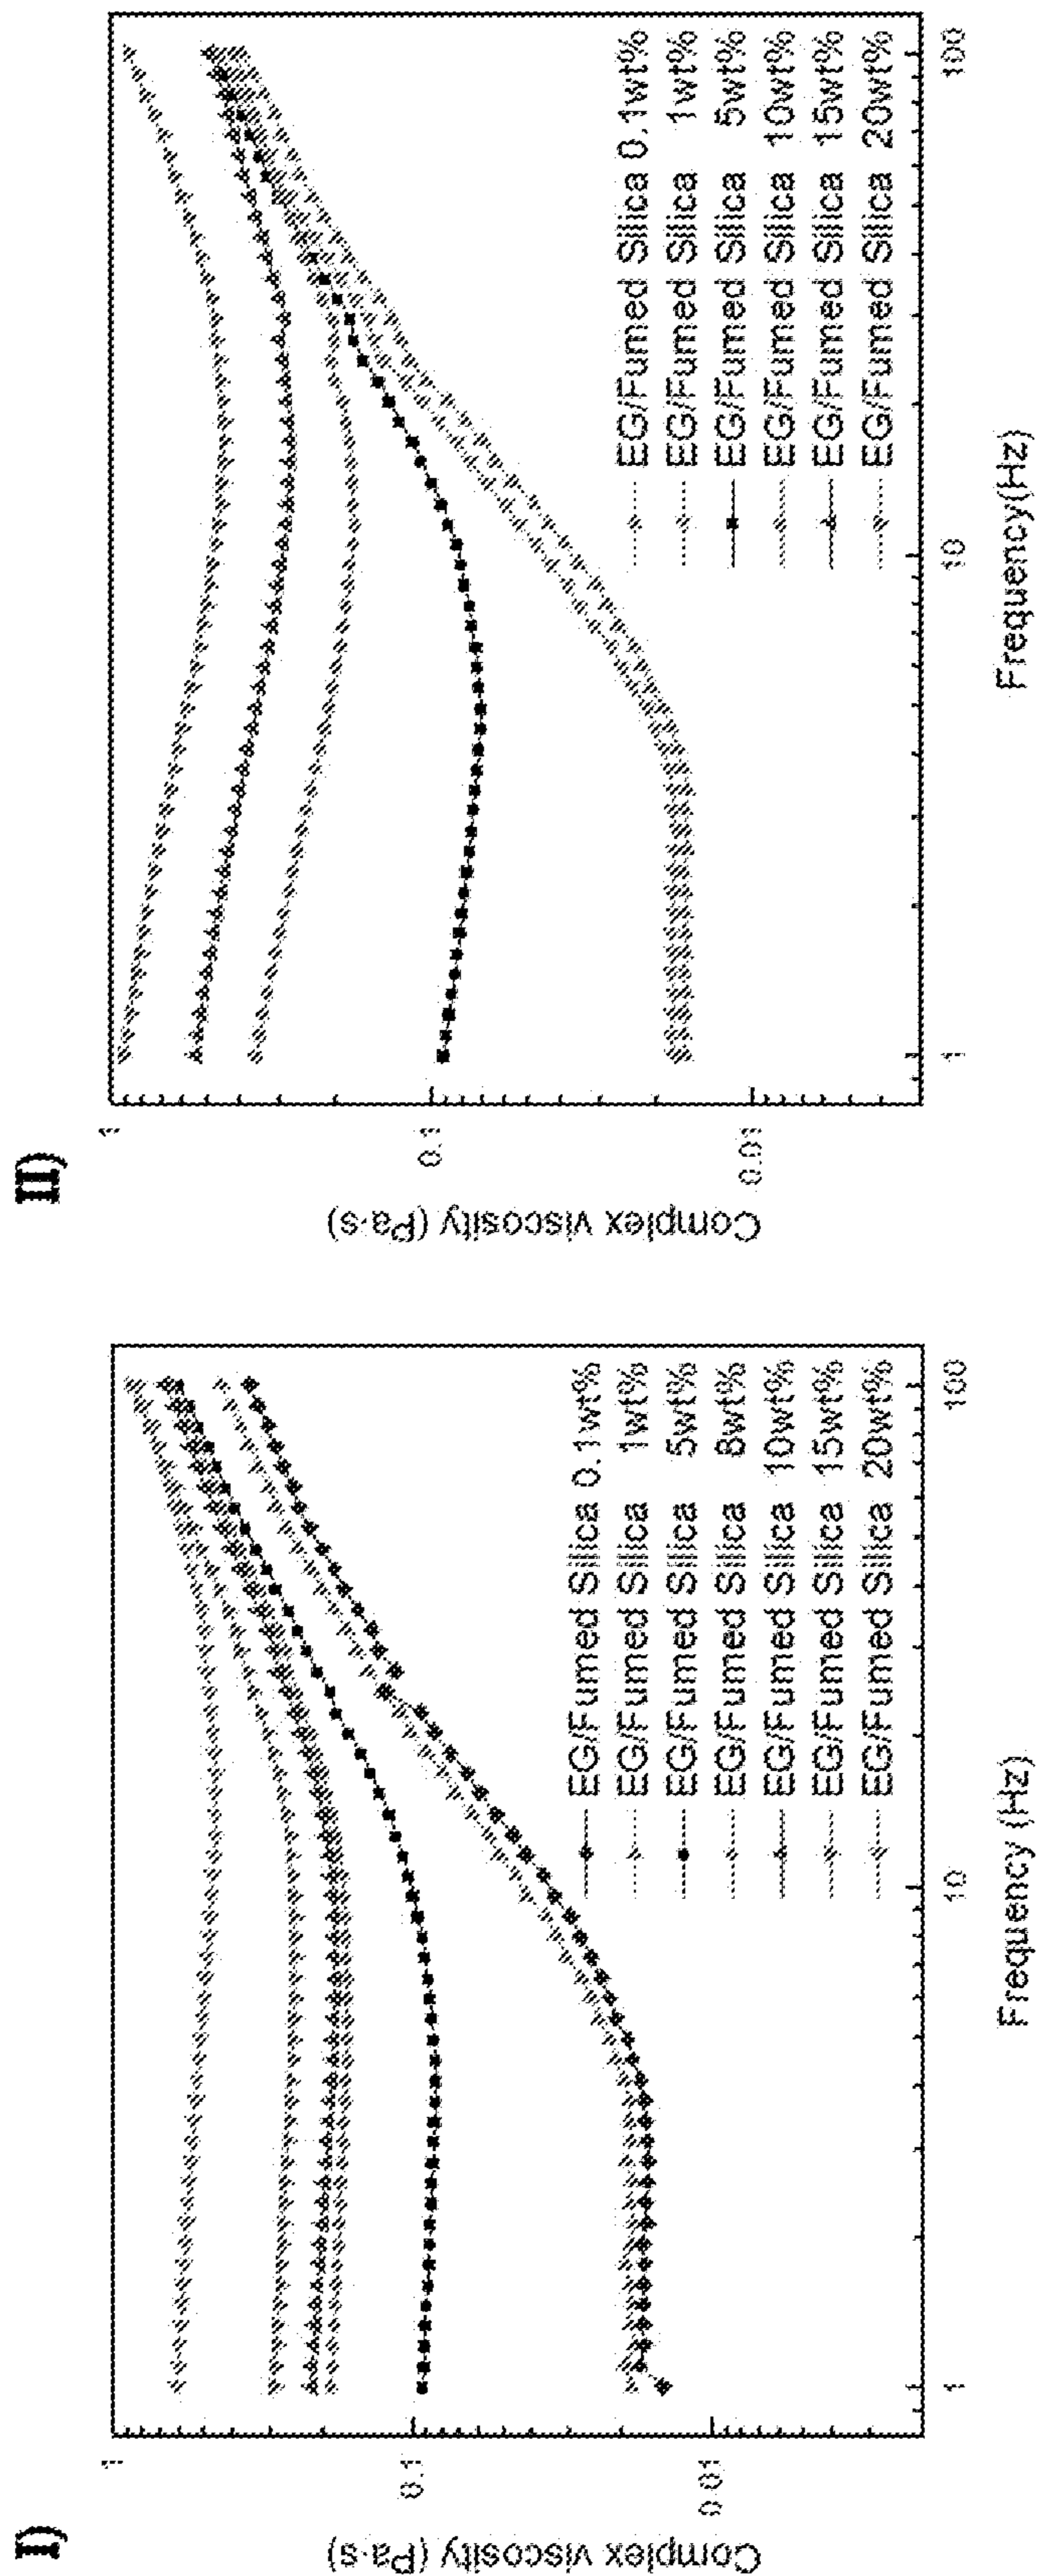 I)
Complex viscosity (Pa·s)
1
0.1
0.01
1
10
100
Frequency (Hz)
EG/Fumed Silica 0.1wt%
EG/Fumed Silica 1wt%
EG/Fumed Silica 5wt%
EG/Fumed Silica 8wt%
EG/Fumed Silica 10wt%
EG/Fumed Silica 15wt%
EG/Fumed Silica 20wt%
II)
Complex viscosity (Pa·s)
1
0.1
0.01
1
10
100
Frequency(Hz)
EG/Fumed Silica 0.1wt%
EG/Fumed Silica 1wt%
EG/Fumed Silica 5wt%
EG/Fumed Silica 10wt%
EG/Fumed Silica 15wt%
EG/Fumed Silica 20wt%